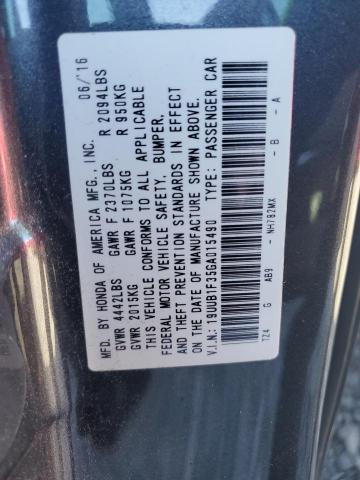 MFD. BY HONDA OF AMERICA MFG., INC. 06/16
GVWR 4442LBS GAWR F 2370LBS R 2094LBS
GVWR 2015KG GAWR F 1075KG R 950KG
THIS VEHICLE CONFORMS TO ALL APPLICABLE
FEDERAL MOTOR VEHICLE SAFETY, BUMPER,
AND THEFT PREVENTION STANDARDS IN EFFECT
ON THE DATE OF MANUFACTURE SHOWN ABOVE.
V.I.N.: 19UUB1F35GA015490 TYPE: PASSENGER CAR
TZ4 G AB9 - NH782MX - B - A